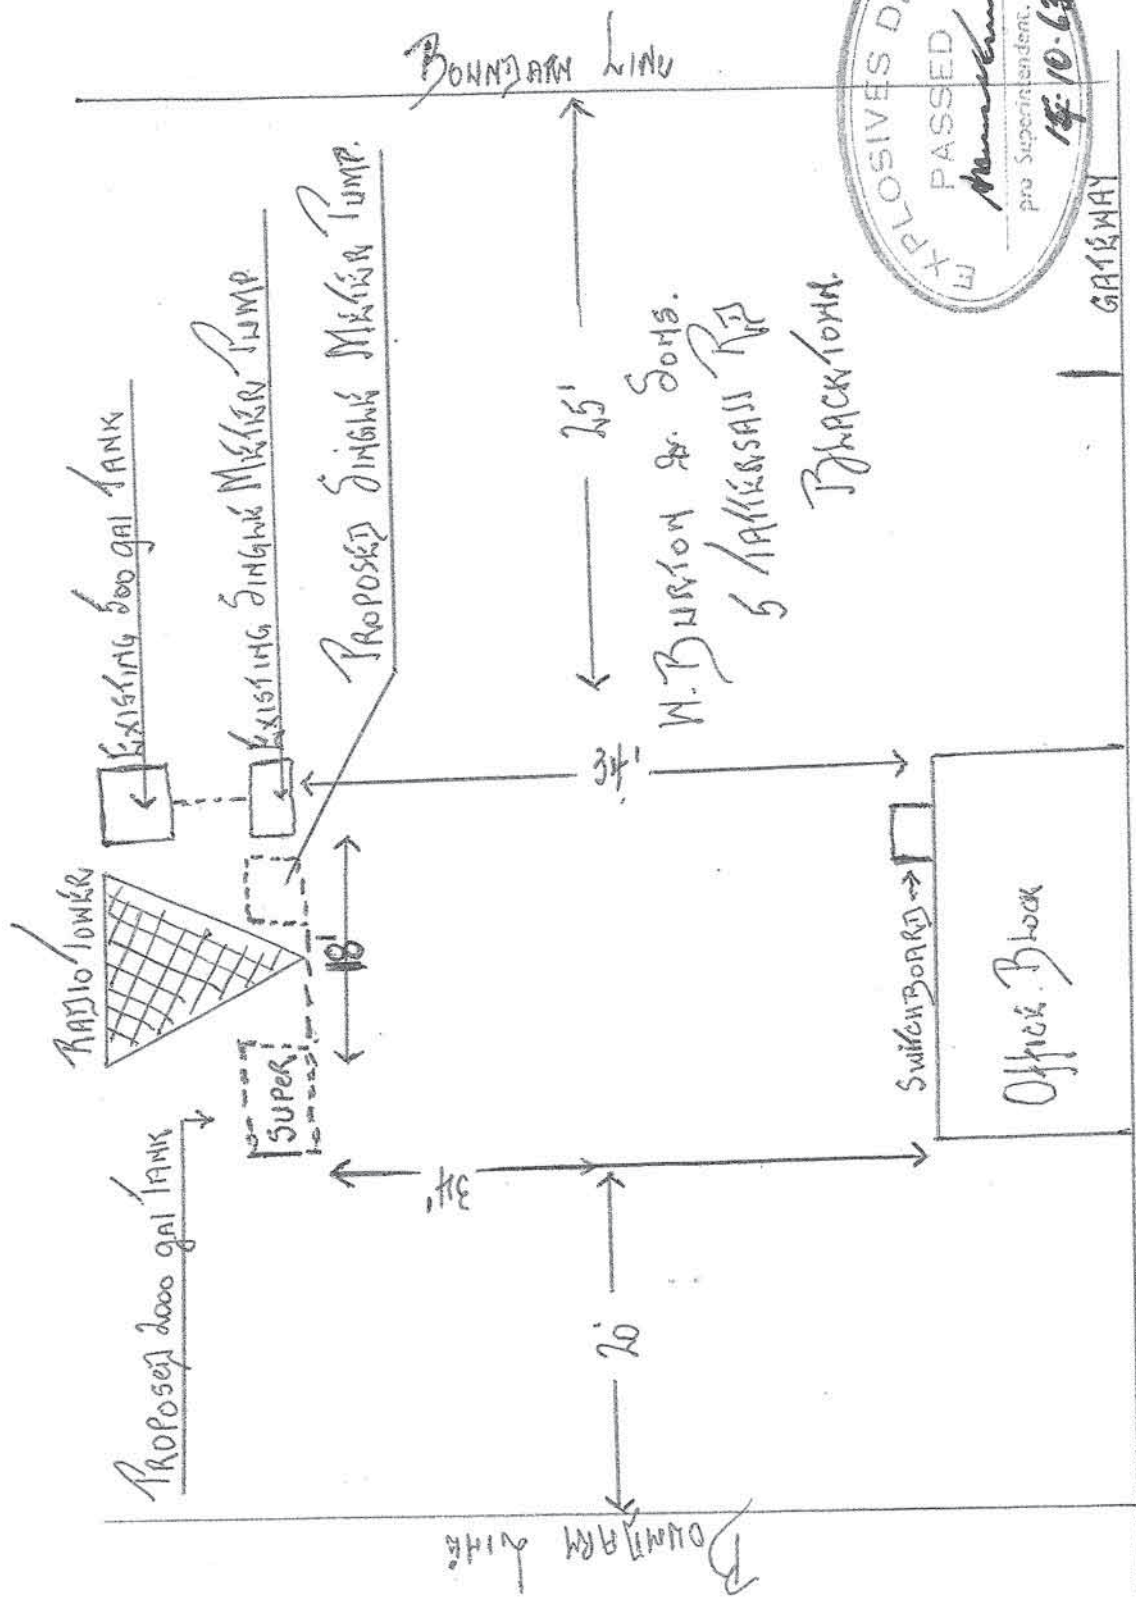 BOUNDARY LINE
EXISTING 500 gAl TANK
EXISTING SINGLE METER PUMP
PROPOSED SINGLE METER PUMP.
RADIO TOWER
PROPOSED 2000 gAl TANK
SUPER
18'
34'
34'
25'
20'
W. BURTON & SONS.
5 TATTERSALL RD
BLACKTOWN.
SWITCHBOARD
OFFICE BLOCK
GATEWAY
BOUNDARY LINE
EXPLOSIVES
PASSED
pro Superintendent.